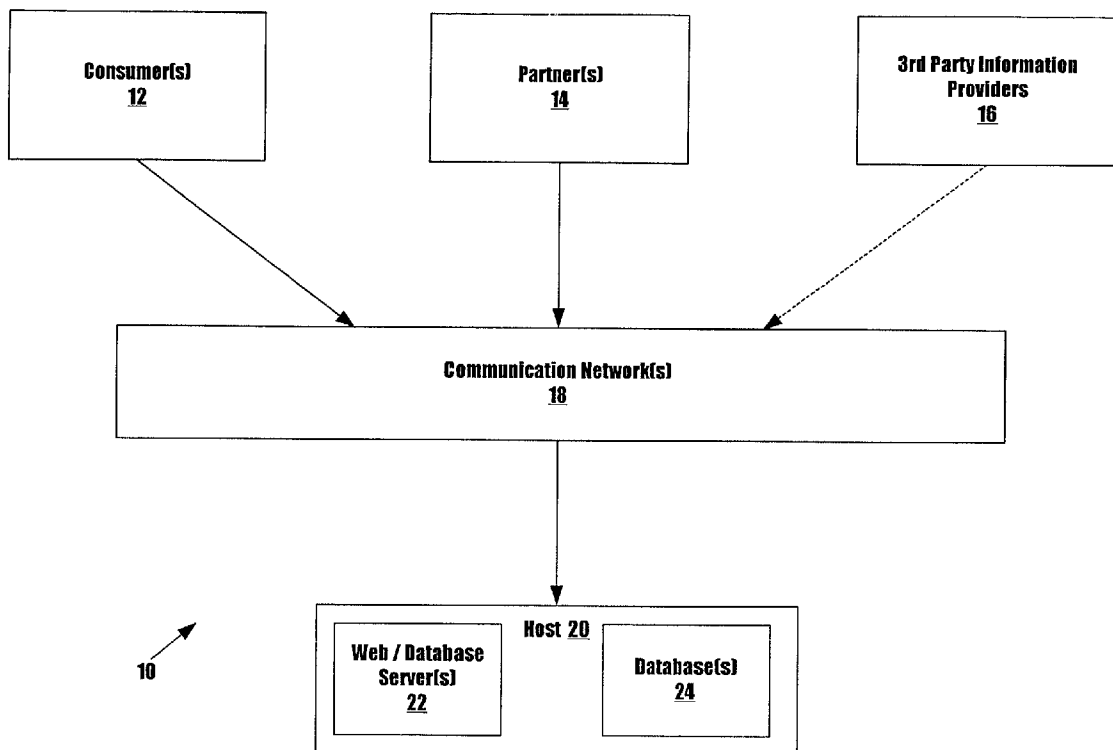 Consumer(s)
12
Partner(s)
14
3rd Party Information
Providers
16
Communication Network(s)
18
Host 20
Web / Database
Server(s)
22
Database(s)
24
10